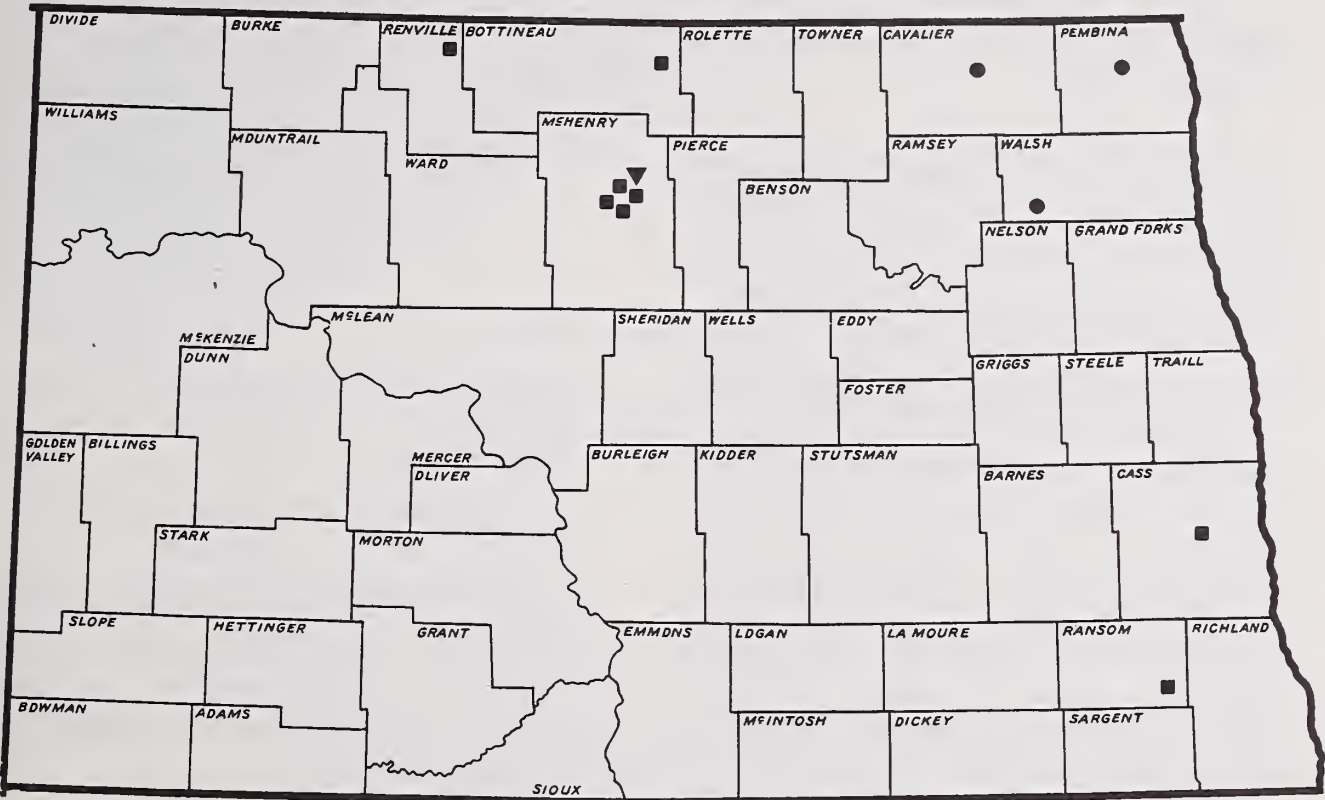 DIVIDE
BURKE
RENVILLE
BOTTINEAU
ROLETTE
TOWNER
CAVALIER
PEMBINA
WILLIAMS
MOUNTRAIL
WARD
McHENRY
PIERCE
BENSON
RAMSEY
WALSH
NELSON
GRAND FORKS
McKENZIE
DUNN
McLEAN
SHERIDAN
WELLS
EDDY
FOSTER
GRIGGS
STEELE
TRAILL
GOLDEN
VALLEY
BILLINGS
MERCER
OLIVER
BURLEIGH
KIDDER
STUTSMAN
BARNES
CASS
STARK
MORTON
SLOPE
HETTINGER
GRANT
EMMONS
LOGAN
LA MOURE
RANSOM
RICHLAND
BOWMAN
ADAMS
SIOUX
McINTOSH
DICKEY
SARGENT